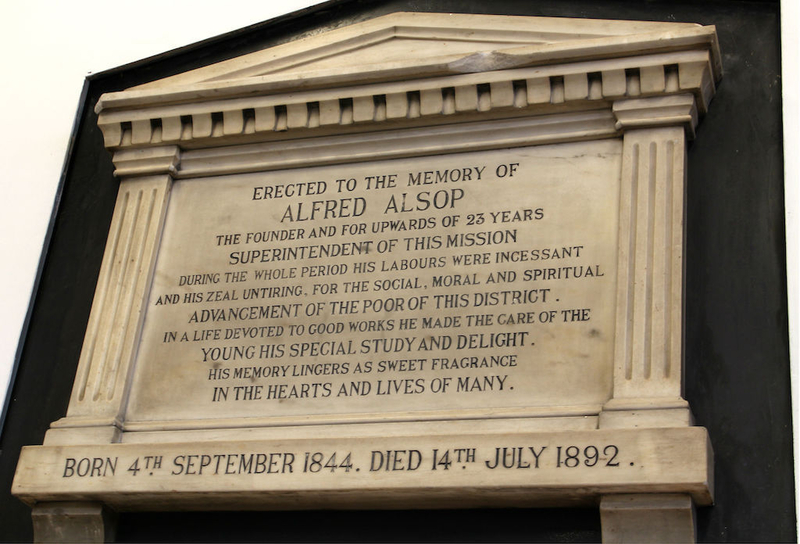 ERECTED TO THE MEMORY OF
ALFRED ALSOP
THE FOUNDER AND FOR UPWARDS OF 23 YEARS
SUPERINTENDENT OF THIS MISSION
DURING THE WHOLE PERIOD HIS LABOURS WERE INCESSANT
AND HIS ZEAL UNTIRING, FOR THE SOCIAL, MORAL AND SPIRITUAL
ADVANCEMENT OF THE POOR OF THIS DISTRICT.
IN A LIFE DEVOTED TO GOOD WORKS HE MADE THE CARE OF THE
YOUNG HIS SPECIAL STUDY AND DELIGHT.
HIS MEMORY LINGERS AS SWEET FRAGRANCE
IN THE HEARTS AND LIVES OF MANY.
BORN 4TH SEPTEMBER 1844. DIED 14TH JULY 1892.